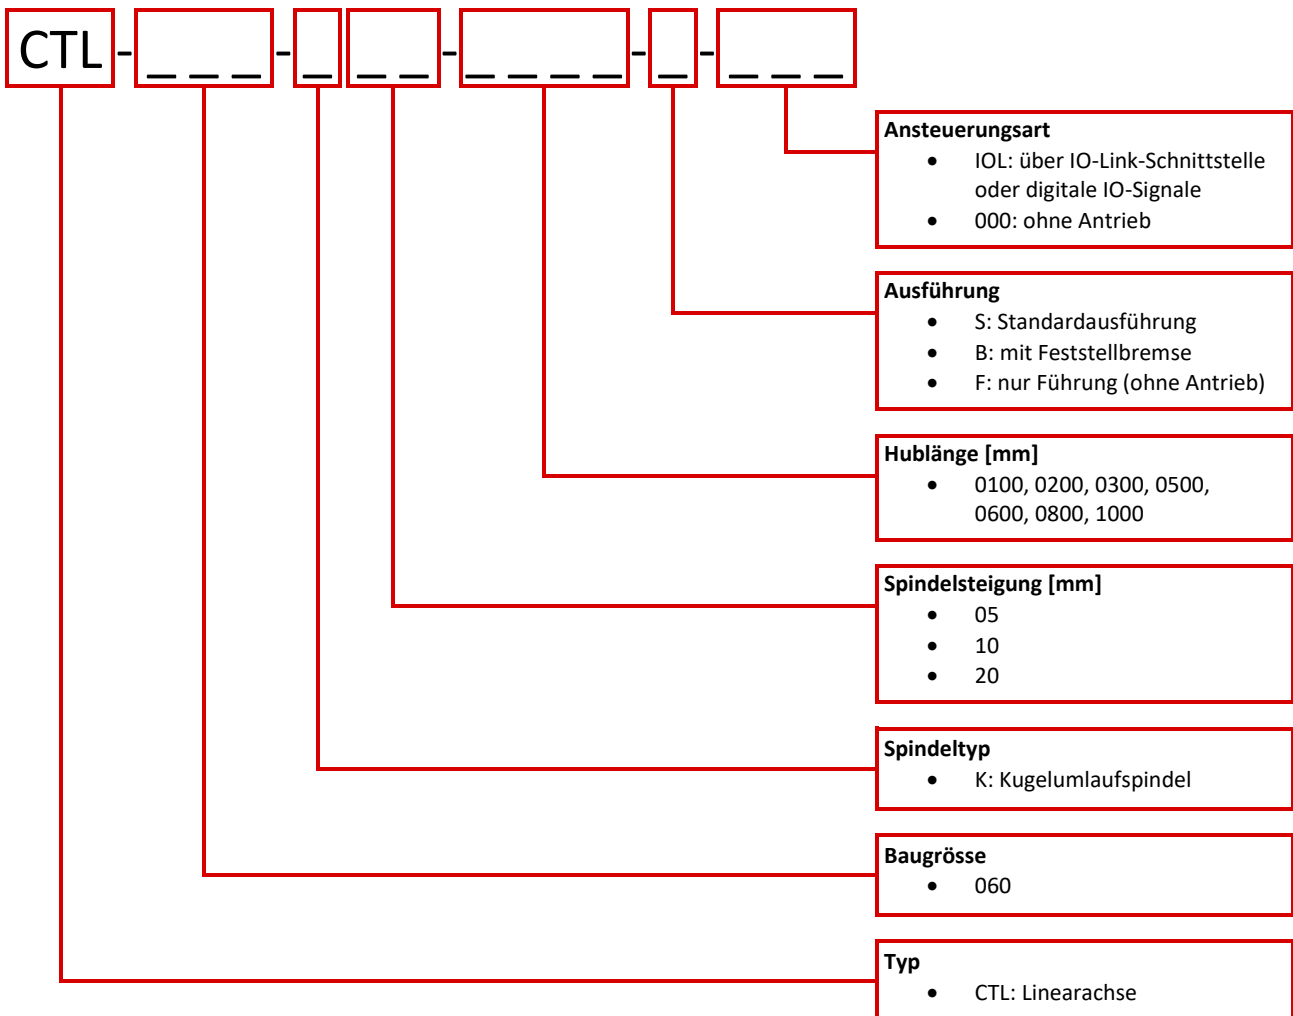 CTL-_ _ _-_ _ _-_ _ _ _-_-_ _ _
Ansteuerungsart
• IOL: über IO-Link-Schnittstelle
oder digitale IO-Signale
• 000: ohne Antrieb
Ausführung
• S: Standardausführung
• B: mit Feststellbremse
• F: nur Führung (ohne Antrieb)
Hublänge [mm]
• 0100, 0200, 0300, 0500,
0600, 0800, 1000
Spindelsteigung [mm]
• 05
• 10
• 20
Spindeltyp
• K: Kugelumlaufspindel
Baugrösse
• 060
Typ
• CTL: Linearachse